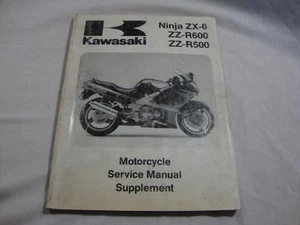 Kawasaki
Ninja ZX-6
ZZ-R600
ZZ-R500
Motorcycle
Service Manual
Supplement